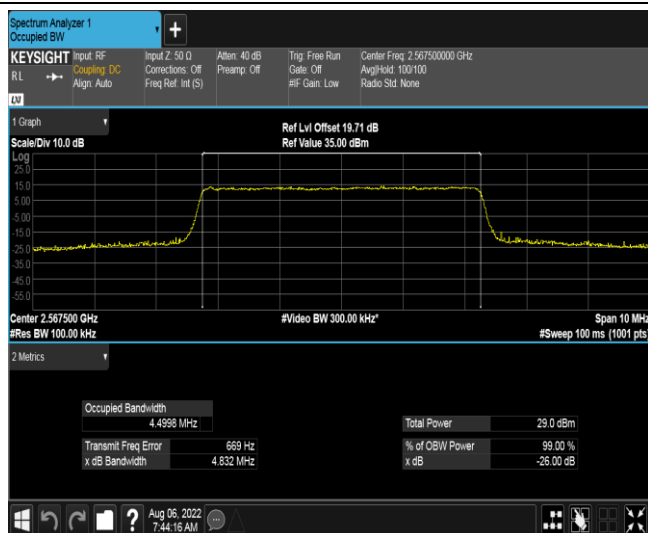 Spectrum Analyzer 1
Occupied BW
+
KEYSIGHT
RL
LXI
Input: RF
Coupling: DC
Align: Auto
Input Z: 50 Ω
Corrections: Off
Freq Ref: Int (S)
Atten: 40 dB
Preamp: Off
Trig: Free Run
Gate: Off
#IF Gain: Low
Center Freq: 2.567500000 GHz
Avg|Hold: 100/100
Radio Std: None
1 Graph
Scale/Div 10.0 dB
Ref Lvl Offset 19.71 dB
Ref Value 35.00 dBm
Log
25.0
15.0
5.00
-5.00
-15.0
-25.0
-35.0
-45.0
-55.0
Center 2.567500 GHz
#Res BW 100.00 kHz
#Video BW 300.00 kHz*
Span 10 MHz
#Sweep 100 ms (1001 pts)
2 Metrics
Occupied Bandwidth
4.4998 MHz
Transmit Freq Error 669 Hz
x dB Bandwidth 4.832 MHz
Total Power 29.0 dBm
% of OBW Power 99.00 %
x dB -26.00 dB
?
Aug 06, 2022
7:44:16 AM